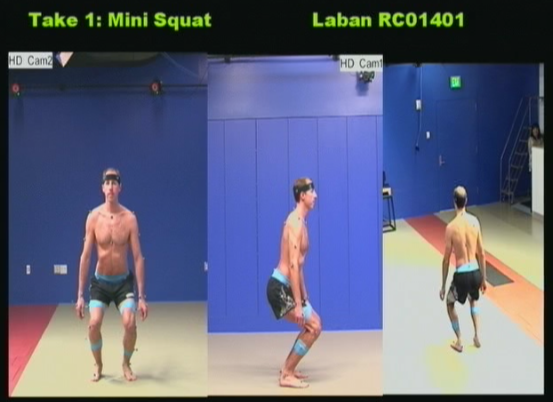 Take 1: Mini Squat Laban RC01401
HD Cam2
HD Cam1